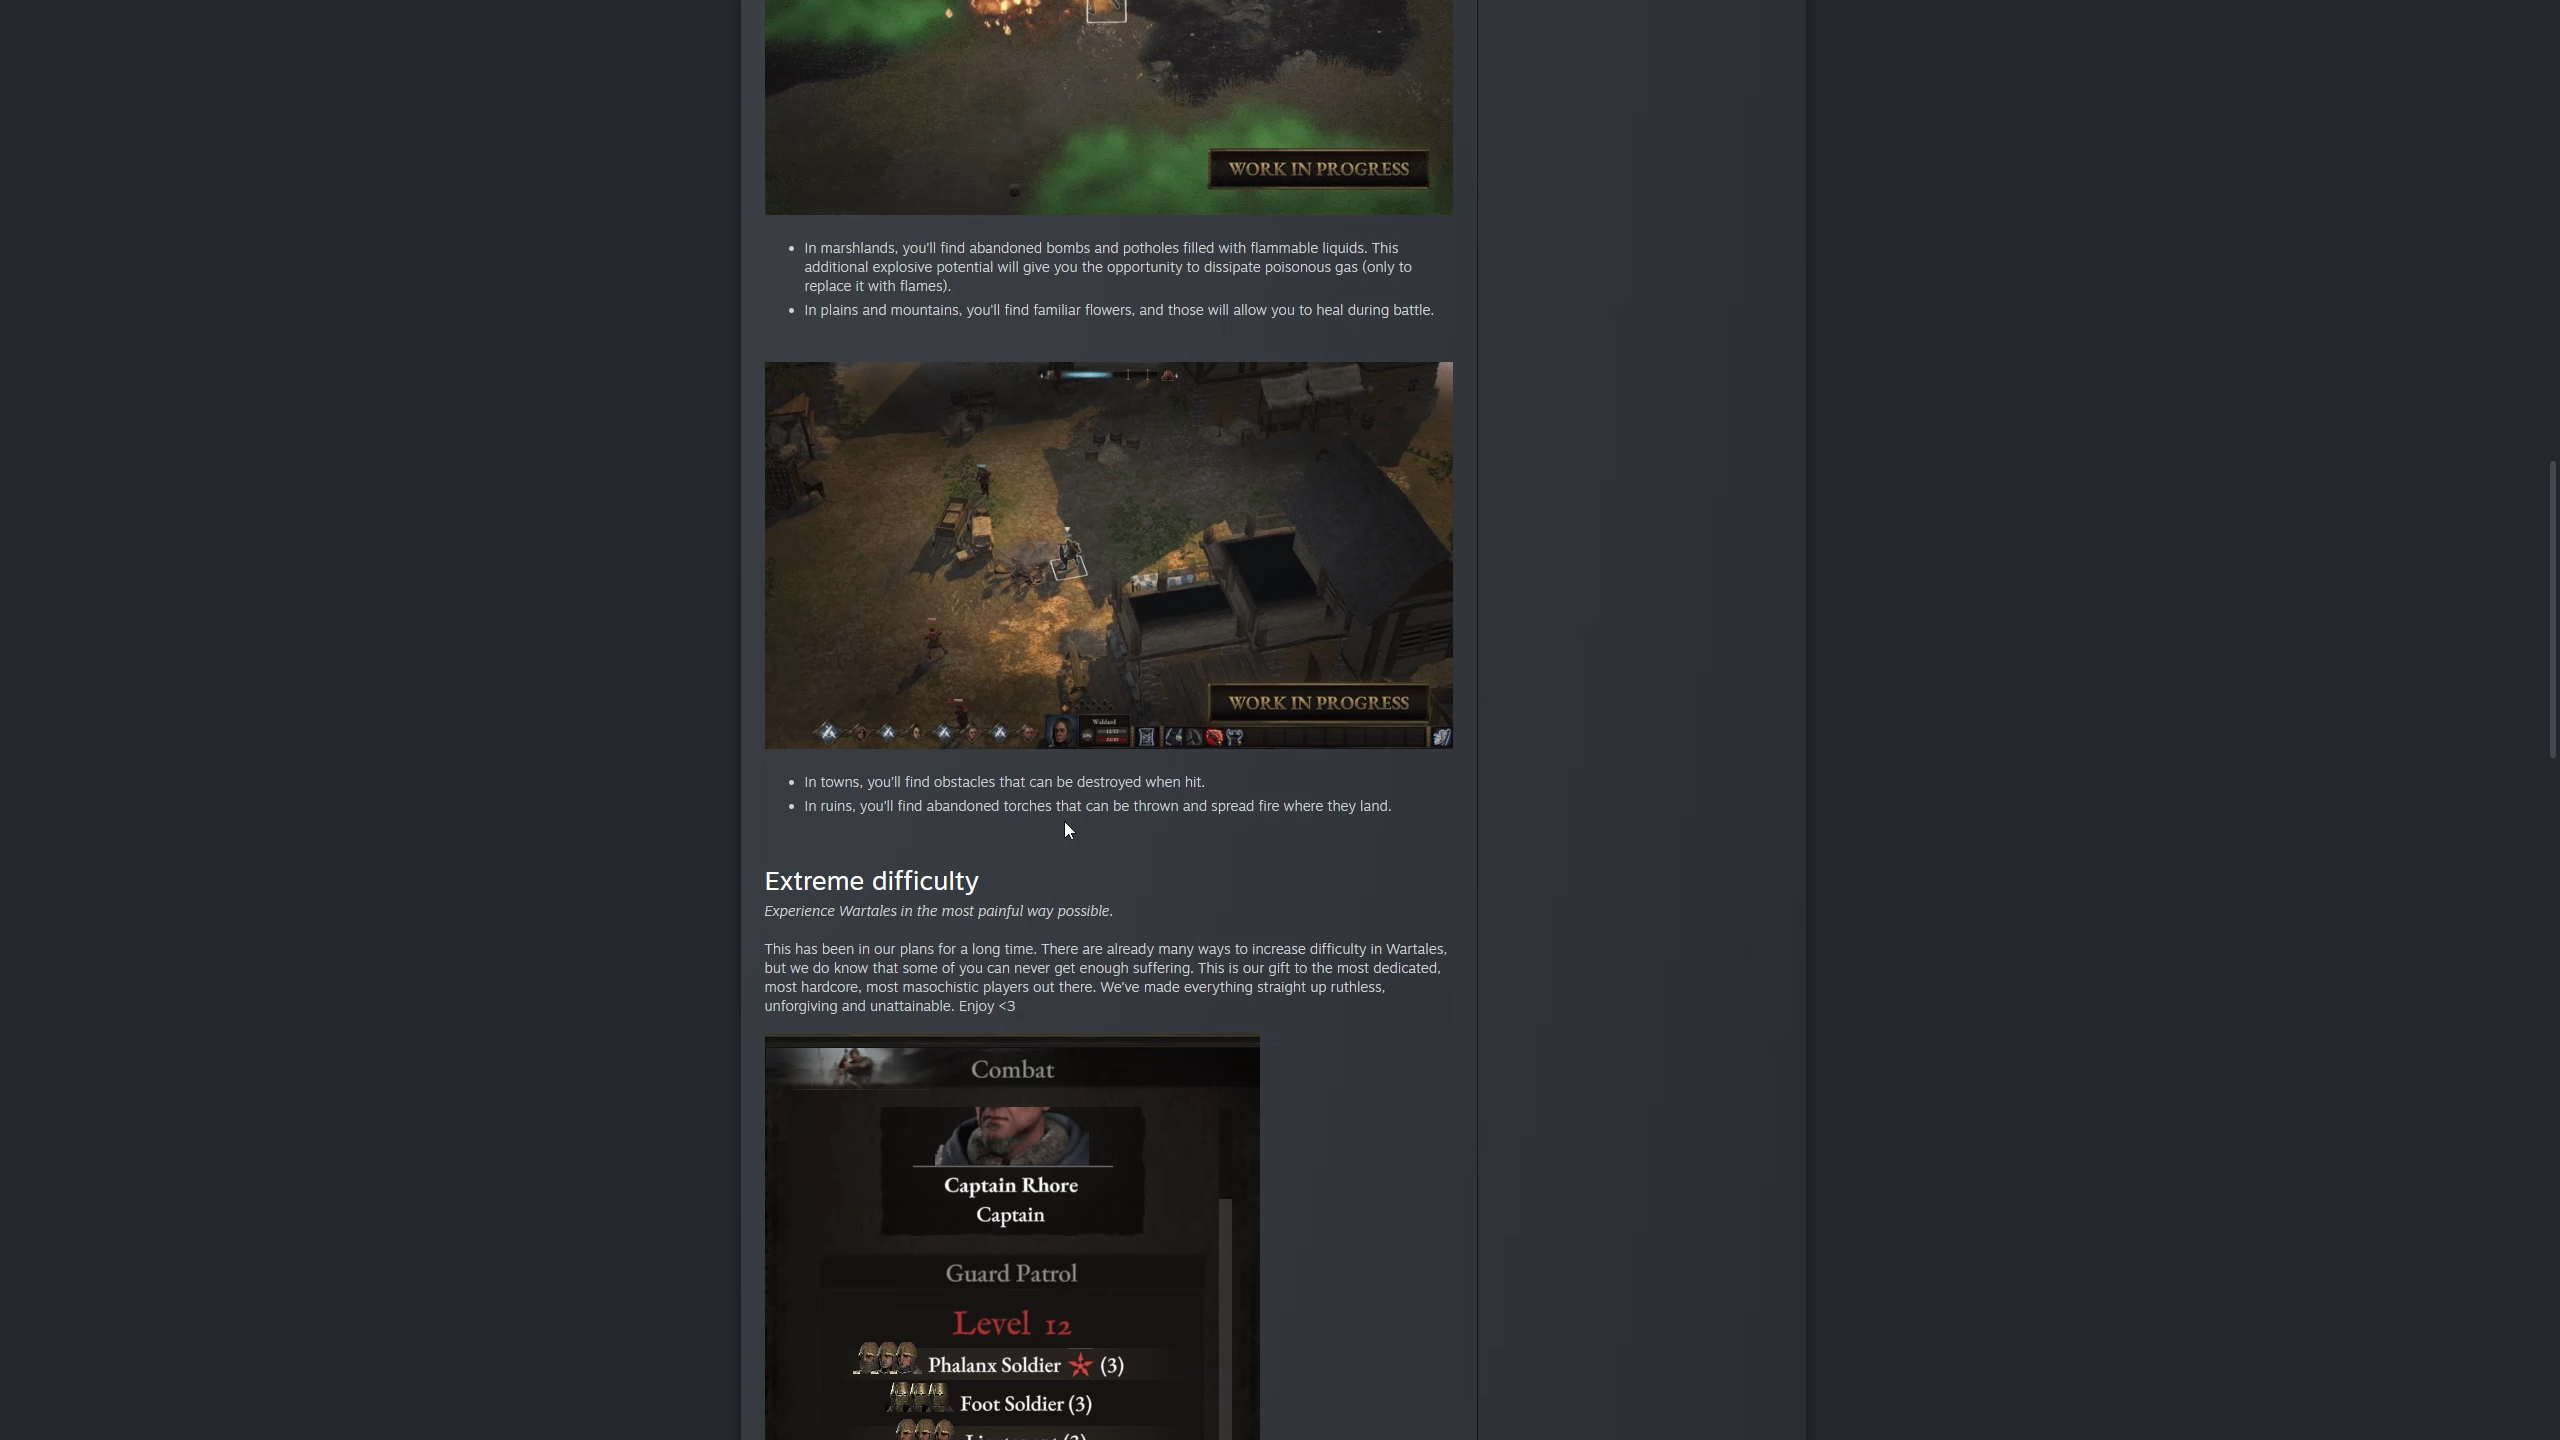 WORK IN PROGRESS
In marshlands, you'll find abandoned bombs and potholes filled with flammable liquids. This
additional explosive potential will give you the opportunity to dissipate poisonous gas (only to
replace it with flames).
In plains and mountains, you'll find familiar flowers, and those will allow you to heal during battle.
WORK IN PROGRESS
Waldard
In towns, you'll find obstacles that can be destroyed when hit.
In ruins, you'll find abandoned torches that can be thrown and spread fire where they land.
Extreme difficulty
Experience Wartales in the most painful way possible.
This has been in our plans for a long time. There are already many ways to increase difficulty in Wartales,
but we do know that some of you can never get enough suffering. This is our gift to the most dedicated,
most hardcore, most masochistic players out there. We've made everything straight up ruthless,
unforgiving and unattainable. Enjoy <3
Combat
Captain Rhore
Captain
Guard Patrol
Level 12
Phalanx Soldier (3)
Foot Soldier (3)